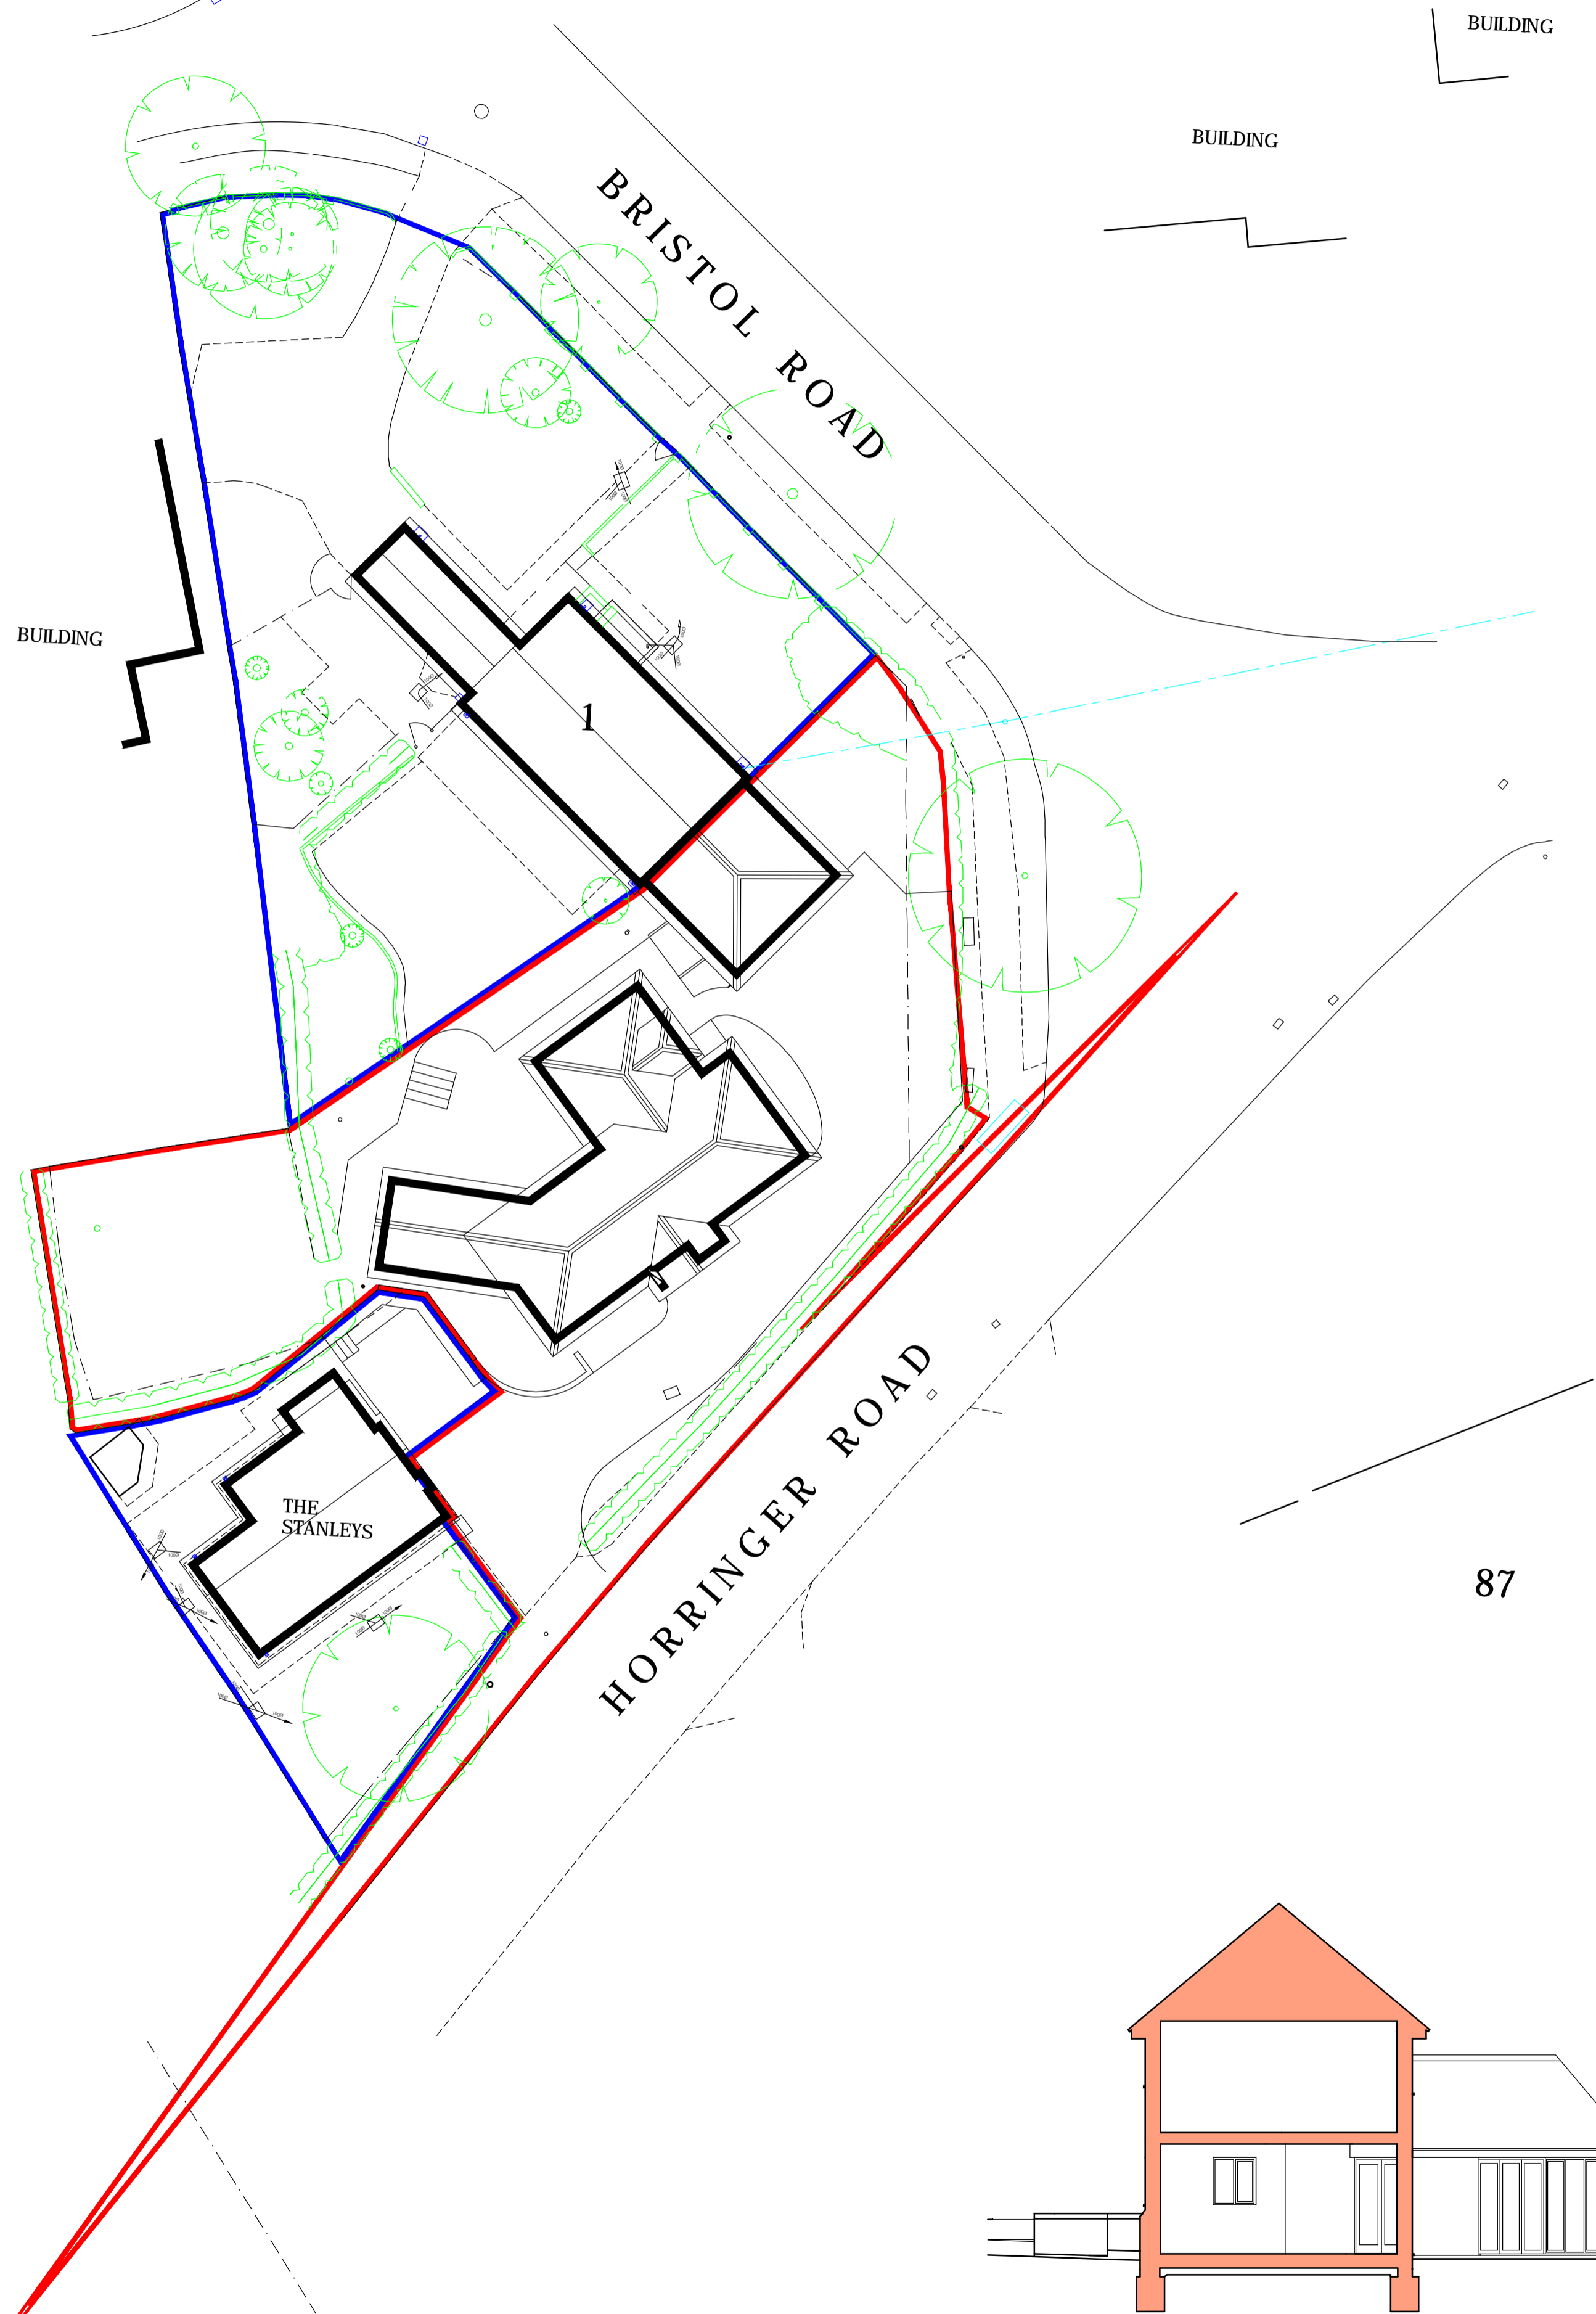 BUILDING
BUILDING
BRISTOL ROAD
BUILDING
1
HORRINGER ROAD
THE
STANLEYS
87